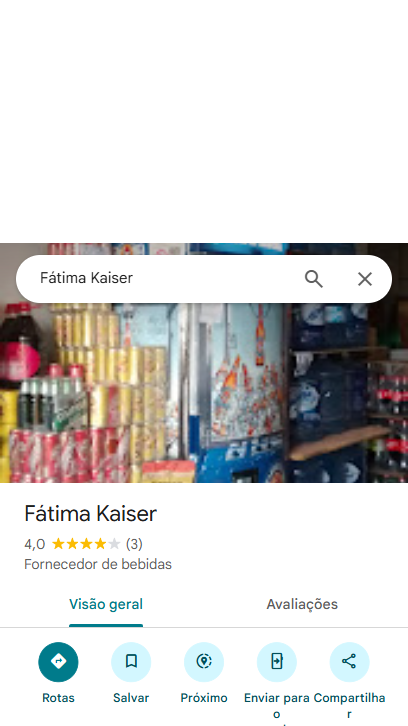 Fátima Kaiser
Fátima Kaiser
4,0 (3)
Fornecedor de bebidas
Visão geral Avaliações
Rotas Salvar Próximo Enviar para o Compartilhar